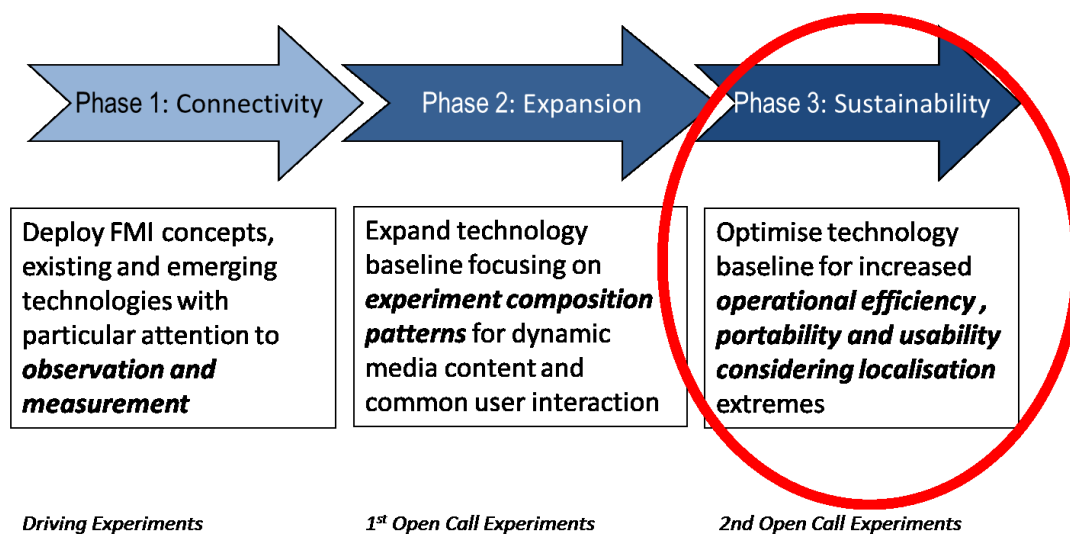 Phase 1: Connectivity
Phase 2: Expansion
Phase 3: Sustainability
Deploy FMI concepts,
existing and emerging
technologies with
particular attention to
observation and
measurement
Expand technology
baseline focusing on
experiment composition
patterns for dynamic
media content and
common user interaction
Optimise technology
baseline for increased
operational efficiency ,
portability and usability
considering localisation
extremes
Driving Experiments
1st Open Call Experiments
2nd Open Call Experiments